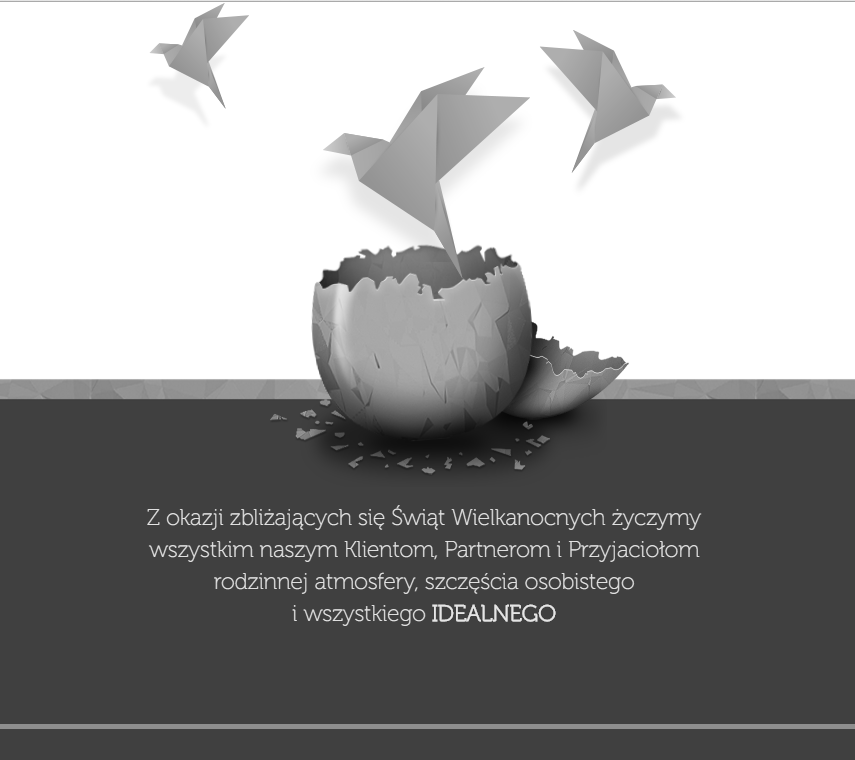 Z okazji zbliżających się Świąt Wielkanocnych życzymy
wszystkim naszym Klientom, Partnerom i Przyjaciołom
rodzinnej atmosfery, szczęścia osobistego
i wszystkiego IDEALNEGO